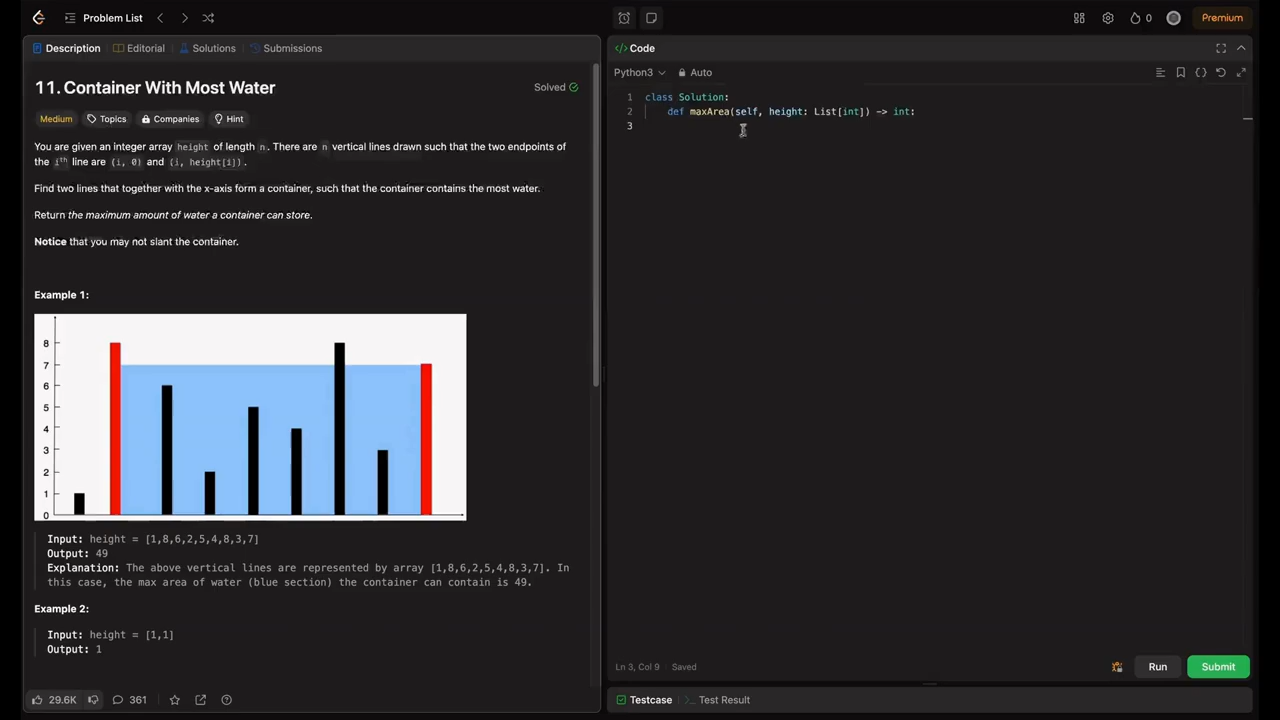 Problem List
0
Premium
Description
Editorial
Solutions
Submissions
11. Container With Most Water
Solved
Medium
Topics
Companies
Hint
You are given an integer array height of length n. There are n vertical lines drawn such that the two endpoints of
the ith line are (i, 0) and (i, height[i]).
Find two lines that together with the x-axis form a container, such that the container contains the most water.
Return the maximum amount of water a container can store.
Notice that you may not slant the container.
Example 1:
8
7
6
5
4
3
2
1
0
Input: height = [1,8,6,2,5,4,8,3,7]
Output: 49
Explanation: The above vertical lines are represented by array [1,8,6,2,5,4,8,3,7]. In
this case, the max area of water (blue section) the container can contain is 49.
Example 2:
Input: height = [1,1]
Output: 1
29.6K
361
</> Code
Python3
Auto
1 class Solution:
2 def maxArea(self, height: List[int]) -> int:
3
Ln 3, Col 9 Saved
Run
Submit
Testcase
>_ Test Result